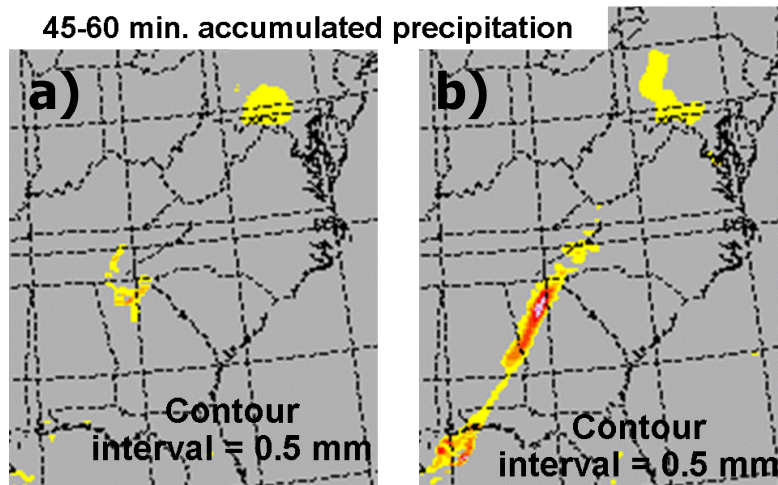 45-60 min. accumulated precipitation
a)
b)
Contour
interval = 0.5 mm
Contour
interval = 0.5 mm